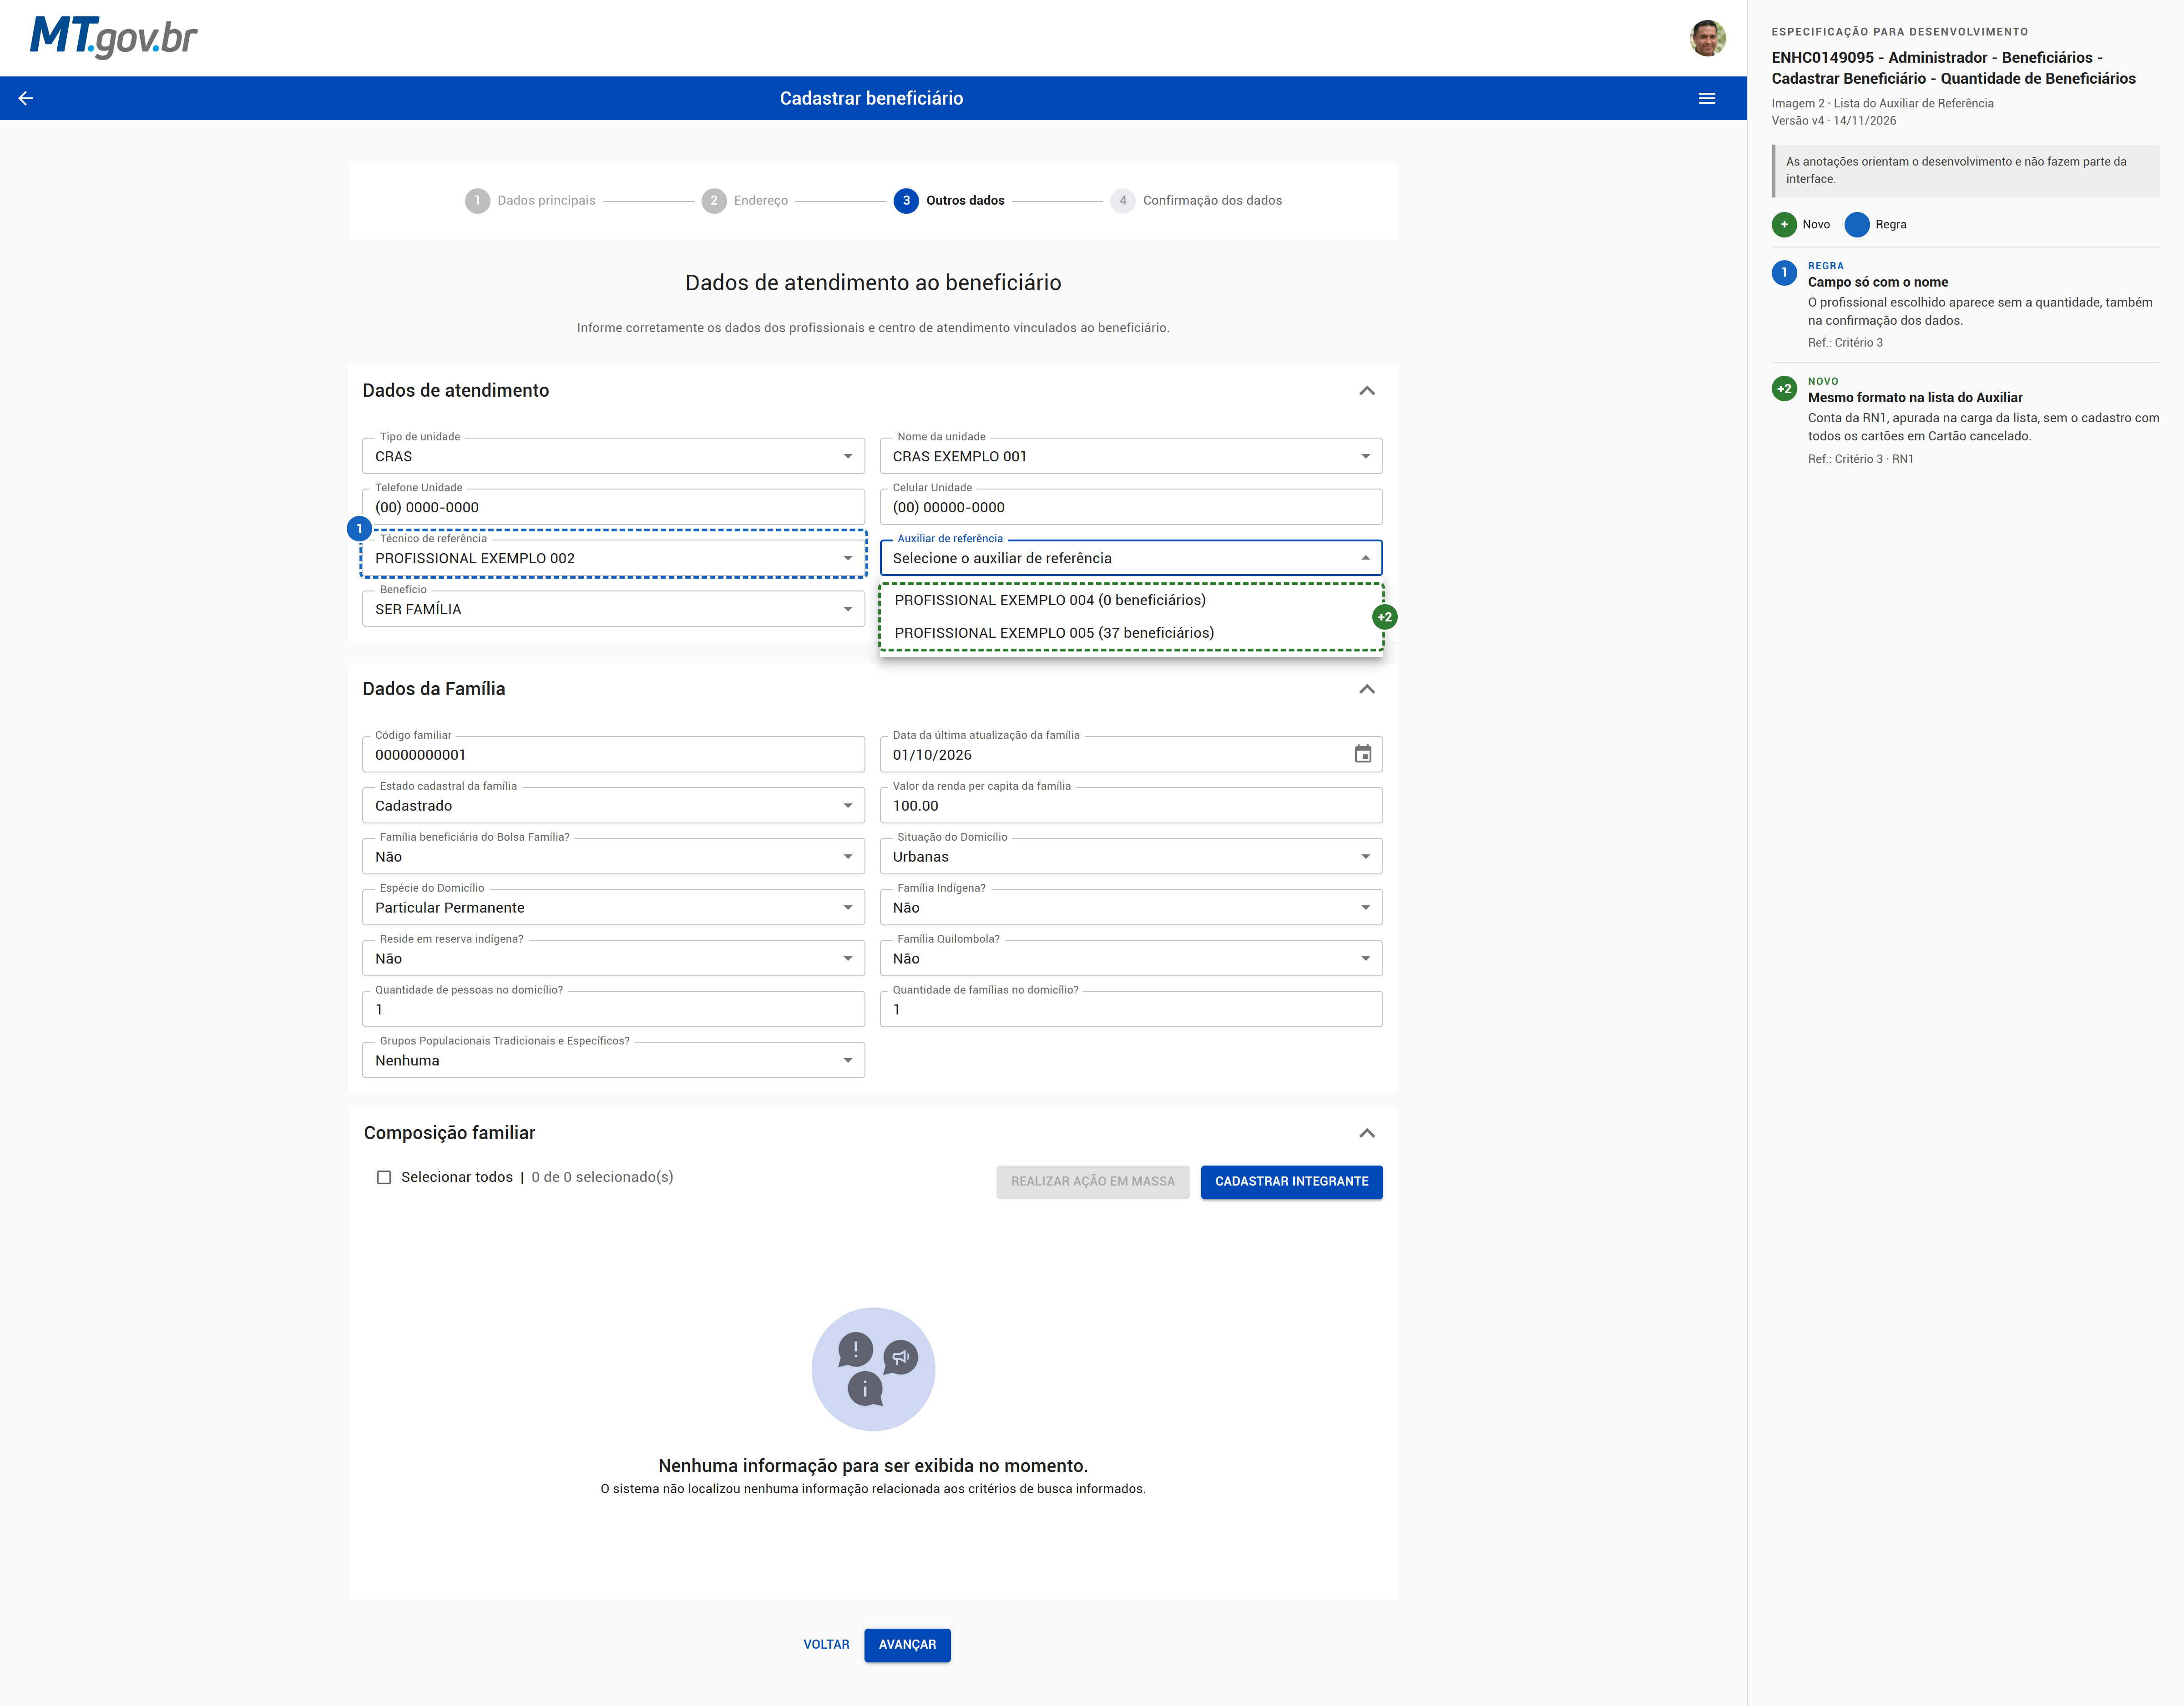 MT.gov.br
Cadastrar beneficiário
1 Dados principais
2 Endereço
3 Outros dados
4 Confirmação dos dados
Dados de atendimento ao beneficiário
Informe corretamente os dados dos profissionais e centro de atendimento vinculados ao beneficiário.
Dados de atendimento
Tipo de unidade
CRAS
Nome da unidade
CRAS EXEMPLO 001
Telefone Unidade
(00) 0000-0000
Celular Unidade
(00) 00000-0000
1
Técnico de referência
PROFISSIONAL EXEMPLO 002
Auxiliar de referência
Selecione o auxiliar de referência
Benefício
SER FAMÍLIA
PROFISSIONAL EXEMPLO 004 (0 beneficiários)
PROFISSIONAL EXEMPLO 005 (37 beneficiários)
+2
Dados da Família
Código familiar
00000000001
Data da última atualização da família
01/10/2026
Estado cadastral da família
Cadastrado
Valor da renda per capita da família
100.00
Família beneficiária do Bolsa Família?
Não
Situação do Domicílio
Urbanas
Espécie do Domicílio
Particular Permanente
Família Indígena?
Não
Reside em reserva indígena?
Não
Família Quilombola?
Não
Quantidade de pessoas no domicílio?
1
Quantidade de famílias no domicílio?
1
Grupos Populacionais Tradicionais e Específicos?
Nenhuma
Composição familiar
Selecionar todos | 0 de 0 selecionado(s)
REALIZAR AÇÃO EM MASSA
CADASTRAR INTEGRANTE
Nenhuma informação para ser exibida no momento.
O sistema não localizou nenhuma informação relacionada aos critérios de busca informados.
VOLTAR
AVANÇAR
ESPECIFICAÇÃO PARA DESENVOLVIMENTO
ENHC0149095 - Administrador - Beneficiários -
Cadastrar Beneficiário - Quantidade de Beneficiários
Imagem 2 · Lista do Auxiliar de Referência
Versão v4 · 14/11/2026
As anotações orientam o desenvolvimento e não fazem parte da
interface.
+ Novo
Regra
1
REGRA
Campo só com o nome
O profissional escolhido aparece sem a quantidade, também
na confirmação dos dados.
Ref.: Critério 3
+2
NOVO
Mesmo formato na lista do Auxiliar
Conta da RN1, apurada na carga da lista, sem o cadastro com
todos os cartões em Cartão cancelado.
Ref.: Critério 3 · RN1